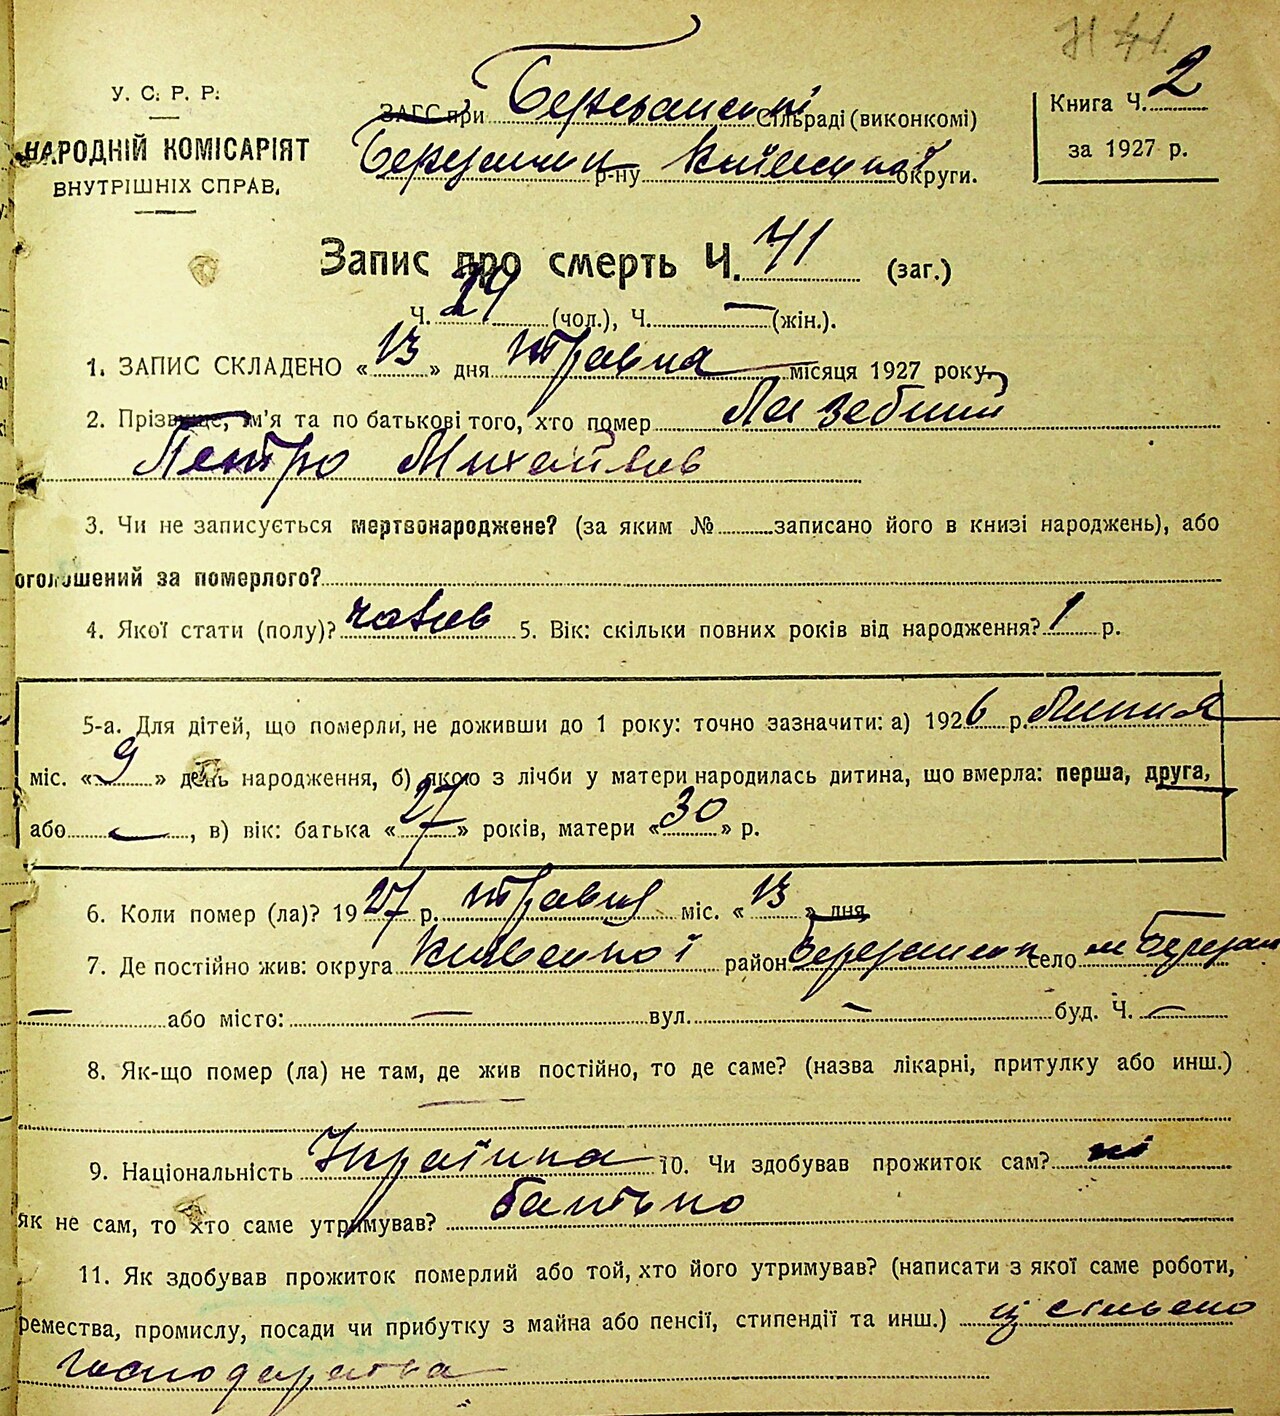 Н 41.
У. С. Р. Р.
НАРОДНІЙ КОМІСАРІЯТ
ВНУТРІШНІХ СПРАВ.
ЗАГС при Березанській Сільраді (виконкомі)
Березанськ р-ну Київської округи.
Книга Ч. 2
за 1927 р.
Запис про смерть Ч. 41 (заг.)
Ч. 24 (чол.), Ч. — (жін.).
1. ЗАПИС СКЛАДЕНО «13» дня травня місяця 1927 року.
2. Прізвище, ім'я та по батькові того, хто помер Лазебний
Петро Михайлов
3. Чи не записується мертвонароджене? (за яким № записано його в книзі народжень), або
оголошений за померлого?
4. Якої стати (полу)? чолов 5. Вік: скільки повних років від народження? 1 р.
5-а. Для дітей, що померли, не доживши до 1 року: точно зазначити: а) 1926 р. Липня
міс. «9» день народження, б) якою з лічби у матери народилась дитина, що вмерла: перша, друга,
або —, в) вік: батька «27» років, матери «30» р.
6. Коли помер (ла)? 1927 р. травня міс. «13» дня
7. Де постійно жив: округа Київської район Березанськ село м Березан
— або місто: — вул. — буд. Ч. —
8. Як-що помер (ла) не там, де жив постійно, то де саме? (назва лікарні, притулку або инш.)
—
9. Національність Українка 10. Чи здобував прожиток сам? ні
як не сам, то хто саме утримував? батько
11. Як здобував прожиток померлий або той, хто його утримував? (написати з якої саме роботи,
ремества, промислу, посади чи прибутку з майна або пенсії, стипендії та инш.) із сільсько
господарства